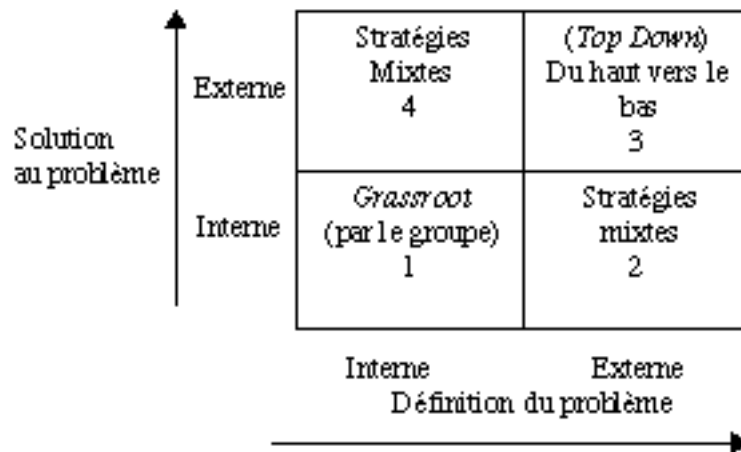 Stratégies
Mixtes
4
(Top Down)
Du haut vers le
bas
3
Externe
Solution
au problème
Interne
Grassroot
(par le groupe)
1
Stratégies
mixtes
2
Interne
Externe
Définition du problème